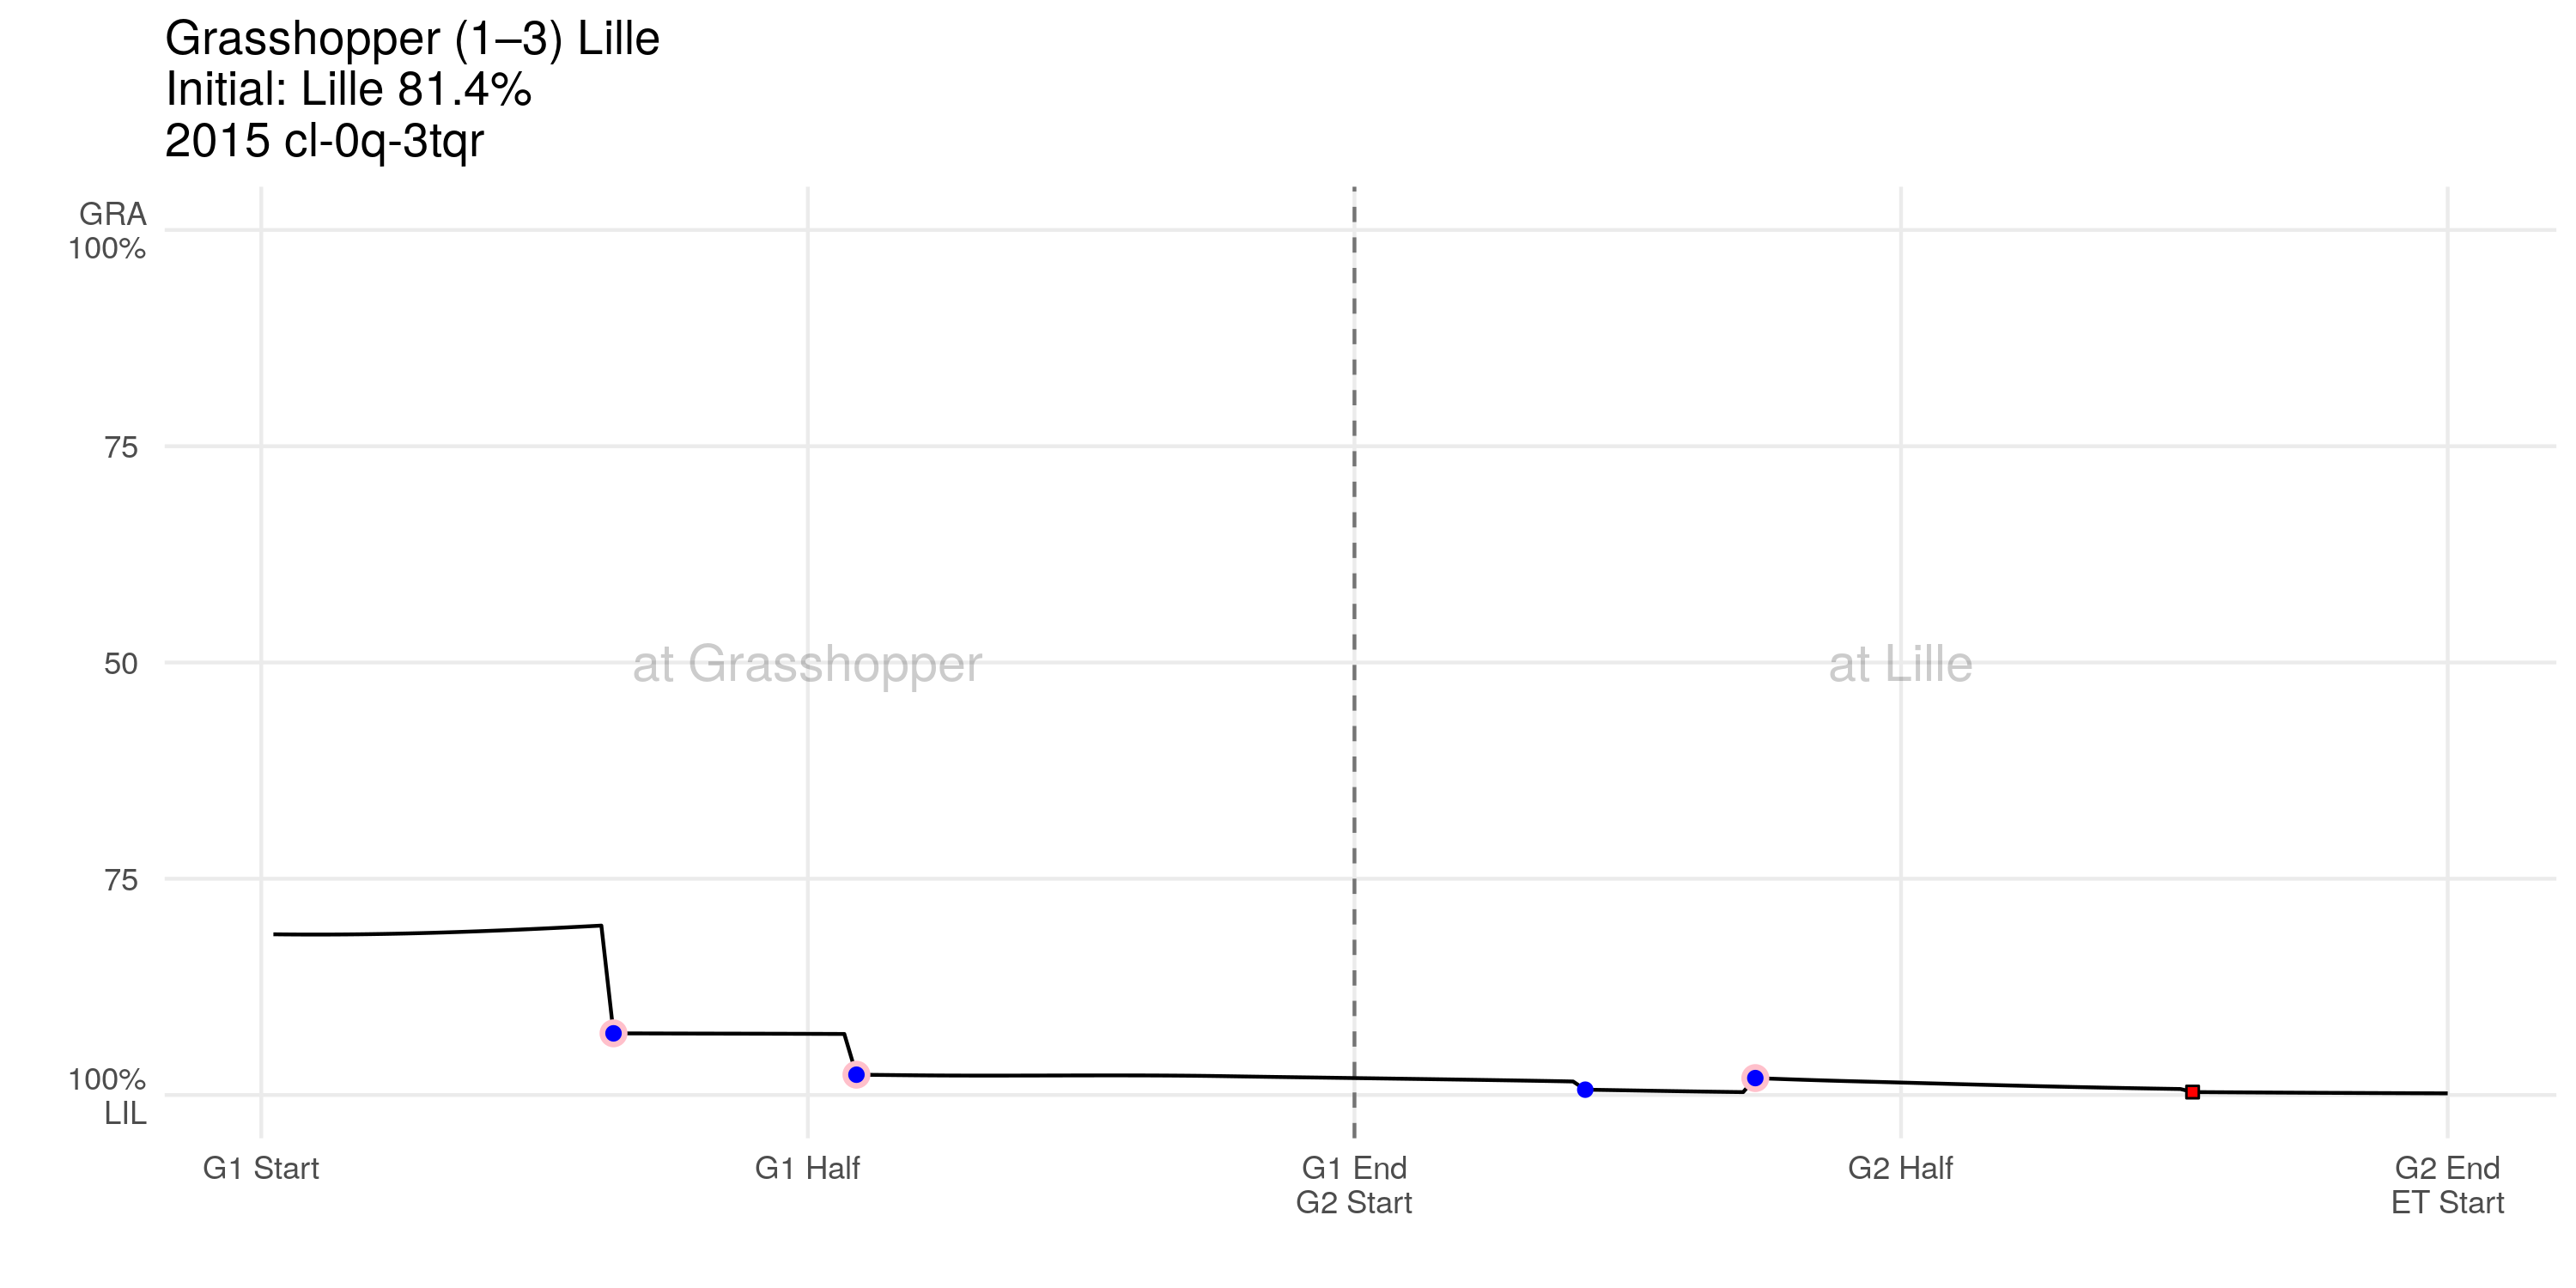 Grasshopper (1–3) Lille
Initial: Lille 81.4%
2015 cl-0q-3tqr
GRA
100%
75
50
75
100%
LIL
at Grasshopper
at Lille
G1 Start
G1 Half
G1 End
G2 Start
G2 Half
G2 End
ET Start